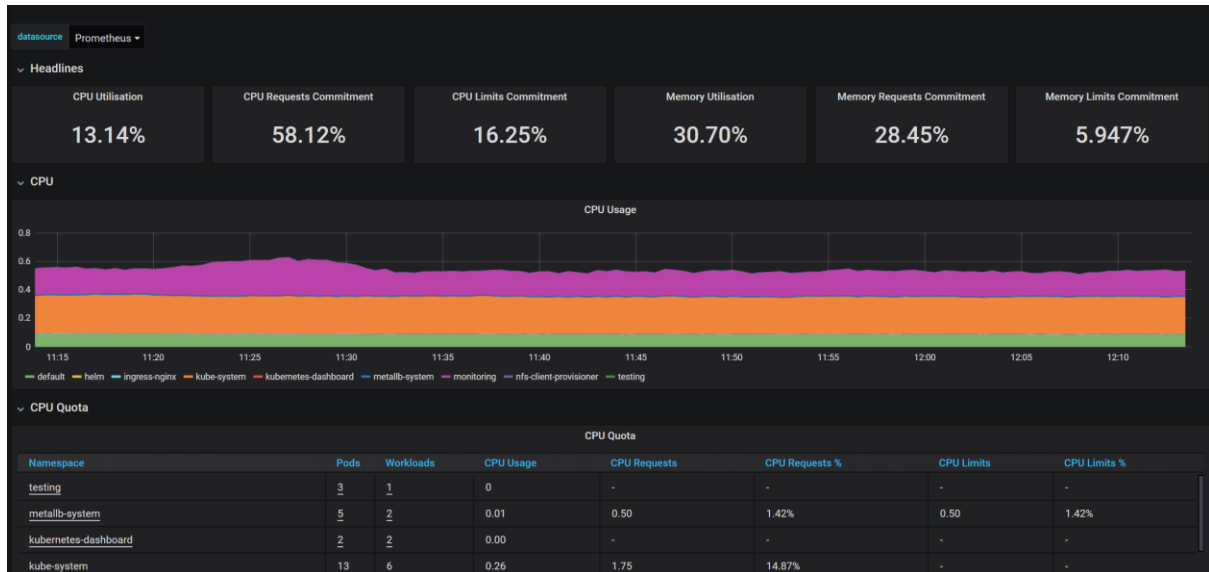 datasource Prometheus
Headlines
CPU Utilisation CPU Requests Commitment CPU Limits Commitment Memory Utilisation Memory Requests Commitment Memory Limits Commitment
13.14% 58.12% 16.25% 30.70% 28.45% 5.947%
CPU
CPU Usage
0.8
0.6
0.4
0.2
0
11:15 11:20 11:25 11:30 11:35 11:40 11:45 11:50 11:55 12:00 12:05 12:10
default helm ingress-nginx kube-system kubernetes-dashboard metallb-system monitoring nfs-client-provisioner testing
CPU Quota
CPU Quota
Namespace Pods Workloads CPU Usage CPU Requests CPU Requests % CPU Limits CPU Limits %
testing 3 1 0 - - - -
metallb-system 5 2 0.01 0.50 1.42% 0.50 1.42%
kubernetes-dashboard 2 2 0.00 - - - -
kube-system 13 6 0.26 1.75 14.87% - -